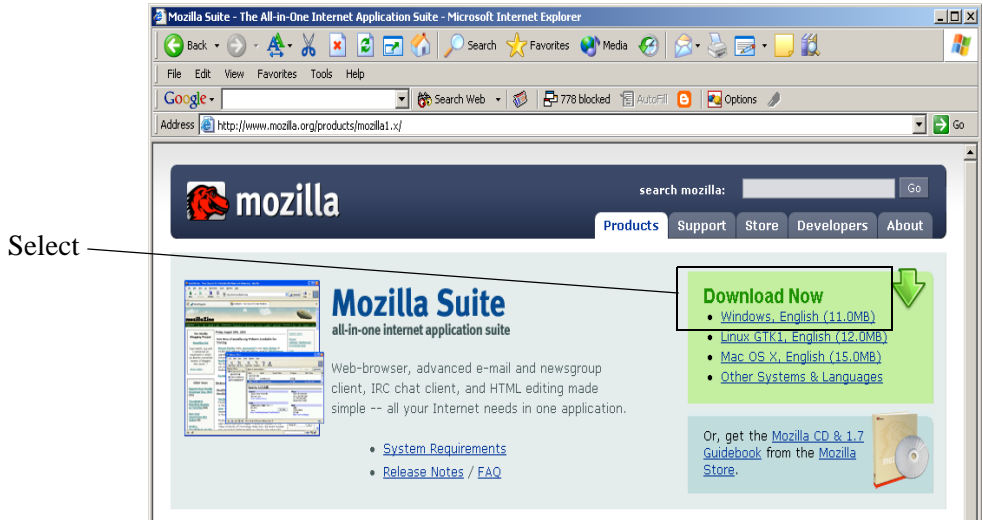 Mozilla Suite - The All-in-One Internet Application Suite - Microsoft Internet Explorer
Back Search Favorites Media
File Edit View Favorites Tools Help
Google Search Web 778 blocked AutoFill Options
Address http://www.mozilla.org/products/mozilla1.x/ Go
mozilla
search mozilla: Go
Products Support Store Developers About
Select
Mozilla Suite
all-in-one internet application suite
Web-browser, advanced e-mail and newsgroup
client, IRC chat client, and HTML editing made
simple -- all your Internet needs in one application.
• System Requirements
• Release Notes / FAQ
Download Now
• Windows, English (11.0MB)
• Linux GTK1, English (12.0MB)
• Mac OS X, English (15.0MB)
• Other Systems & Languages
Or, get the Mozilla CD & 1.7
Guidebook from the Mozilla
Store.